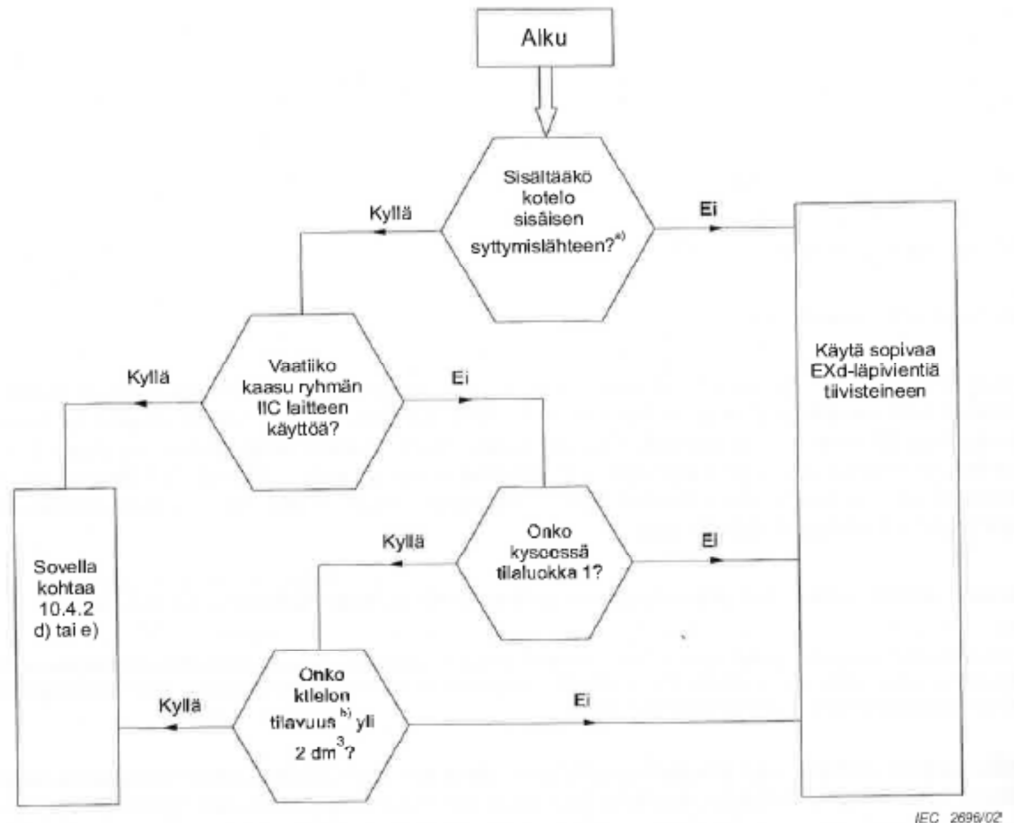 Alku
Sisältääkö
kotelo
sisäisen
syttymislähteen?a)
Kyllä
Ei
Vaatiiko
kaasu ryhmän
IIC laitteen
käyttöä?
Kyllä
Ei
Käytä sopivaa
EXd-läpivientiä
tiivisteineen
Onko
kyseessä
tilaluokka 1?
Kyllä
Ei
Sovella
kohtaa
10.4.2
d) tai e)
Onko
ktlelon
tilavuus b) yli
2 dm3?
Kyllä
Ei
IEC 2696/02